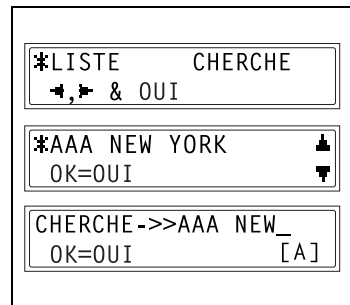 *LISTE CHERCHE
◄,► & OUI
*AAA NEW YORK ▲
OK=OUI ▼
CHERCHE->>AAA NEW_
OK=OUI [A]